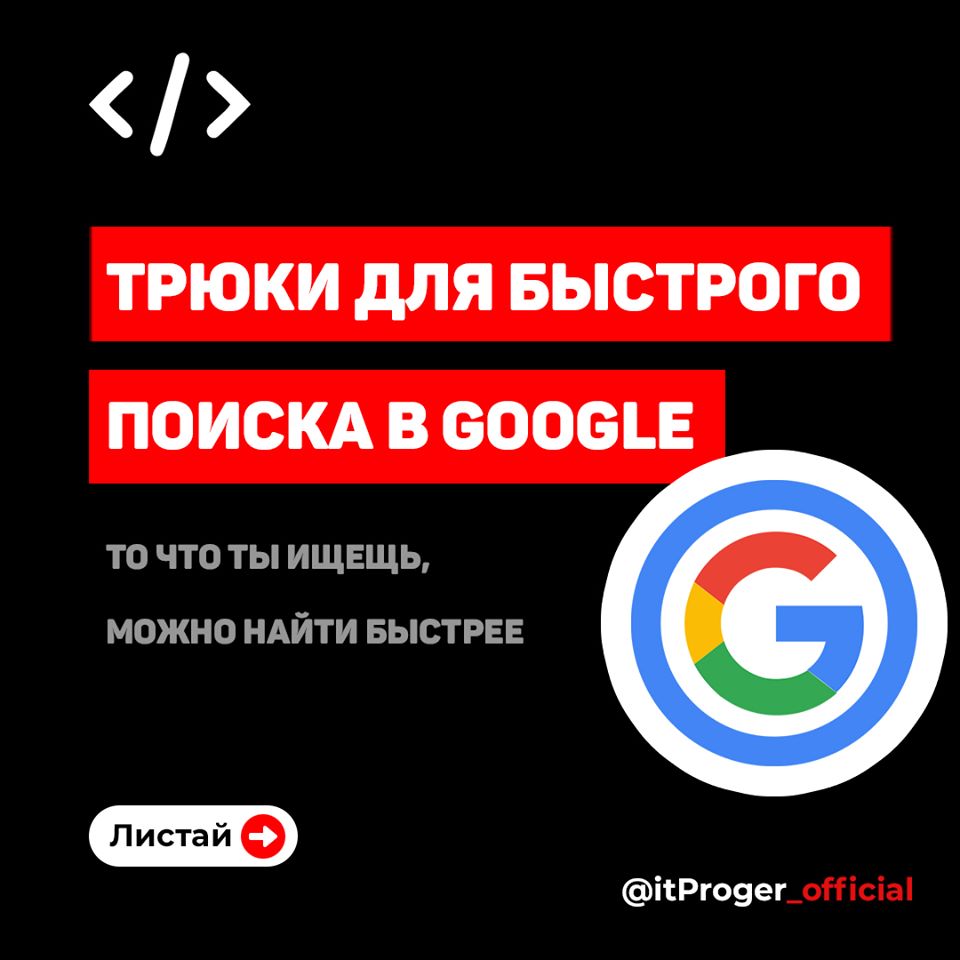 </>
ТРЮКИ ДЛЯ БЫСТРОГО
ПОИСКА В GOOGLE
ТО ЧТО ТЫ ИЩЕЩЬ,
МОЖНО НАЙТИ БЫСТРЕЕ
G
Листай
@itProger_official